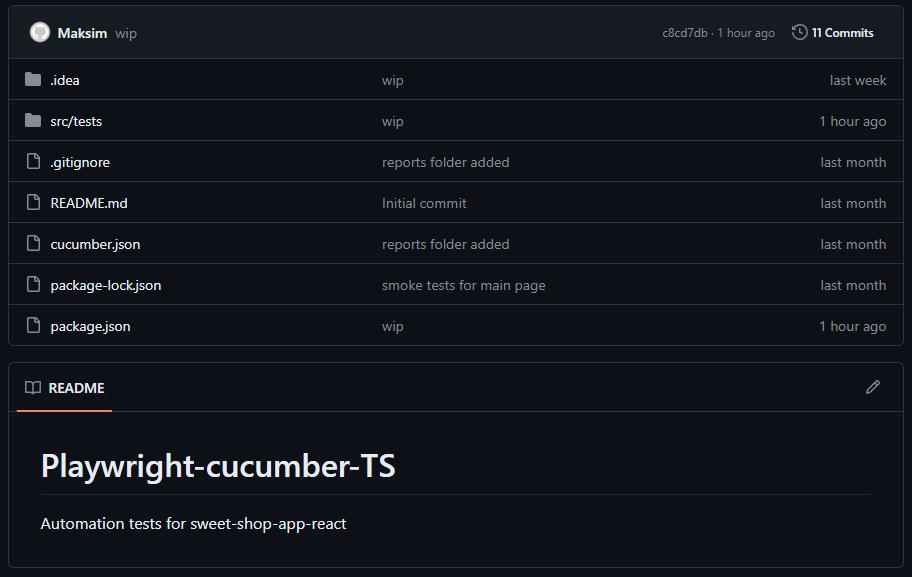 Maksim wip c8cd7db · 1 hour ago 11 Commits
.idea wip last week
src/tests wip 1 hour ago
.gitignore reports folder added last month
README.md Initial commit last month
cucumber.json reports folder added last month
package-lock.json smoke tests for main page last month
package.json wip 1 hour ago
README
Playwright-cucumber-TS
Automation tests for sweet-shop-app-react